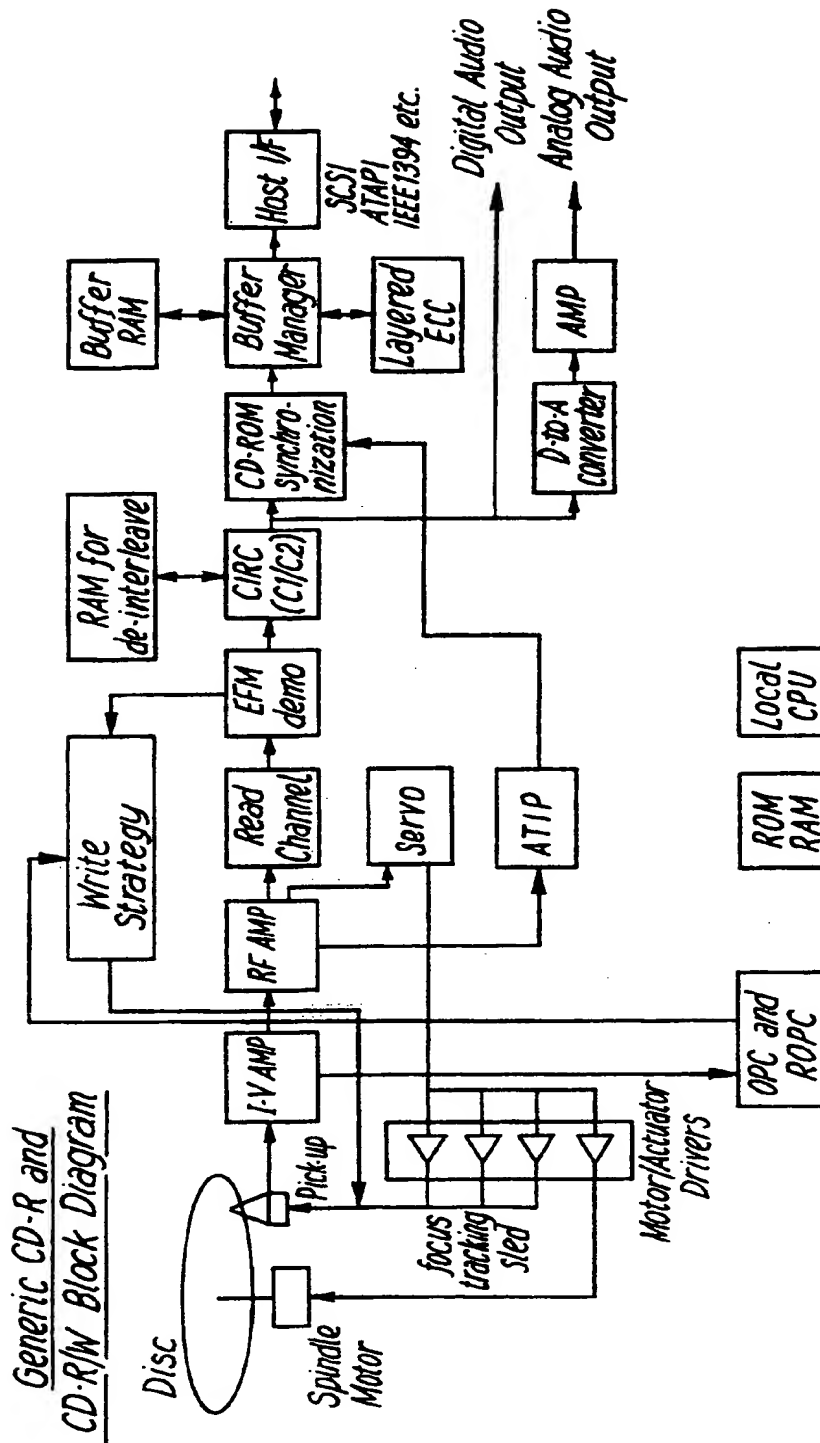 Generic CD-R and
CD-R/W Block Diagram
Disc
Spindle
Motor
Pick-up
focus
tracking
sled
Motor/Actuator
Drivers
I-V AMP
RF AMP
Read
Channel
EFM
demo
CIRC
(C1/C2)
CD-ROM
synchro-
nization
Buffer
Manager
Host I/F
SCSI
ATAPI
IEEE1394 etc.
Write
Strategy
RAM for
de-interleave
Buffer
RAM
Layered
ECC
Servo
ATIP
D-to-A
converter
AMP
Digital Audio
Output
Analog Audio
Output
OPC and
ROPC
ROM
RAM
Local
CPU